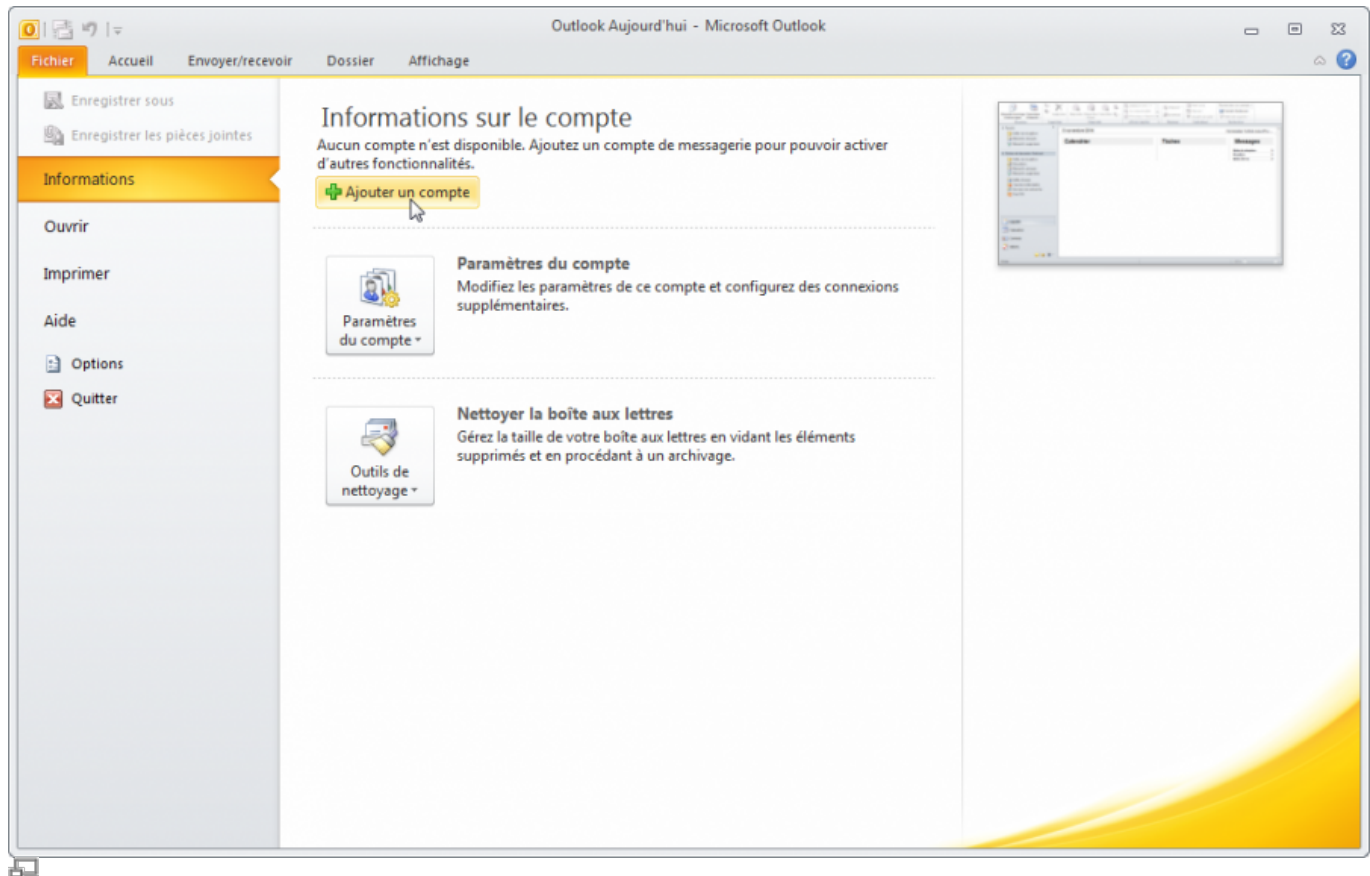 Outlook Aujourd'hui - Microsoft Outlook
Fichier Accueil Envoyer/recevoir Dossier Affichage
Enregistrer sous
Enregistrer les pièces jointes
Informations
Ouvrir
Imprimer
Aide
Options
Quitter
Informations sur le compte
Aucun compte n'est disponible. Ajoutez un compte de messagerie pour pouvoir activer
d'autres fonctionnalités.
Ajouter un compte
Paramètres
du compte
Paramètres du compte
Modifiez les paramètres de ce compte et configurez des connexions
supplémentaires.
Outils de
nettoyage
Nettoyer la boîte aux lettres
Gérez la taille de votre boîte aux lettres en vidant les éléments
supprimés et en procédant à un archivage.
Calendrier Tâches Messages